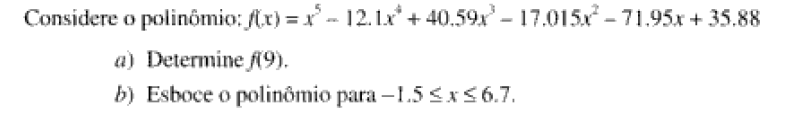 Considere o polinômio: f(x) = x⁵ – 12.1x⁴ + 40.59x³ – 17.015x² – 71.95x + 35.88
a) Determine f(9).
b) Esboce o polinômio para –1.5 ≤ x ≤ 6.7.